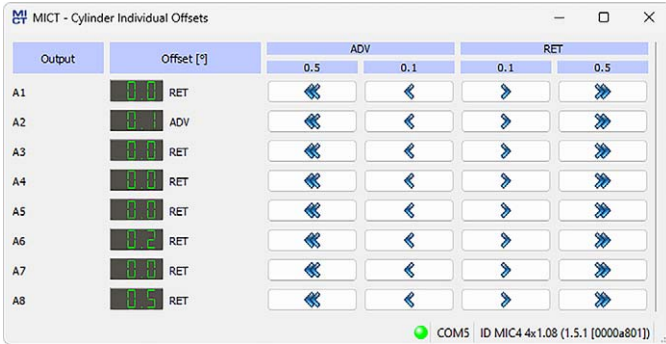 MICT - Cylinder Individual Offsets
Output Offset [°] ADV RET
0.5 0.1 0.1 0.5
A1 0.0 RET
A2 0.1 ADV
A3 0.0 RET
A4 0.0 RET
A5 0.0 RET
A6 0.2 RET
A7 0.0 RET
A8 0.5 RET
COM5 ID MIC4 4x1.08 (1.5.1 [0000a801])